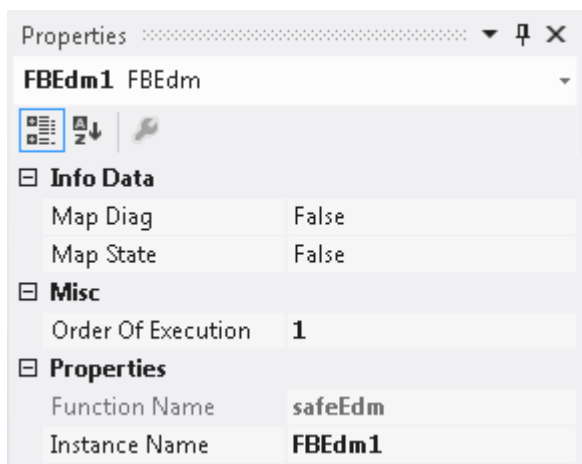 Properties
FBEdm1 FBEdm
Info Data
Map Diag False
Map State False
Misc
Order Of Execution 1
Properties
Function Name safeEdm
Instance Name FBEdm1